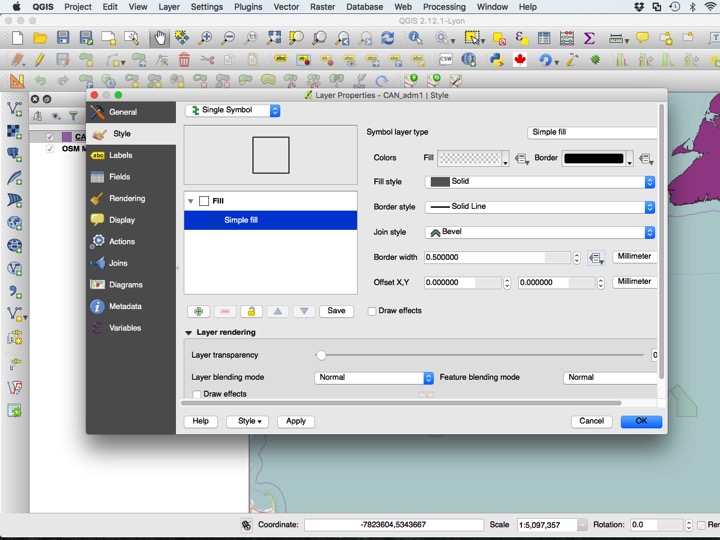 QGIS Project Edit View Layer Settings Plugins Vector Raster Database Web Processing Window Help
QGIS 2.12.1-Lyon
abc
CSW
Layer Properties - CAN_adm1 | Style
General
Single Symbol
Style
Symbol layer type Simple fill
abc Labels
Colors Fill Border
Fields
Fill style Solid
Rendering
Fill
Border style Solid Line
Display
Simple fill
Join style Bevel
Actions
Border width 0.500000 Millimeter
Joins
Offset X,Y 0.000000 0.000000 Millimeter
Diagrams
Metadata
Save Draw effects
Variables
Layer rendering
Layer transparency 0
Layer blending mode Normal Feature blending mode Normal
Draw effects
Help Style Apply Cancel OK
CA
OSM M
Coordinate: -7823604,5343667 Scale 1:5,097,357 Rotation: 0.0 Ren